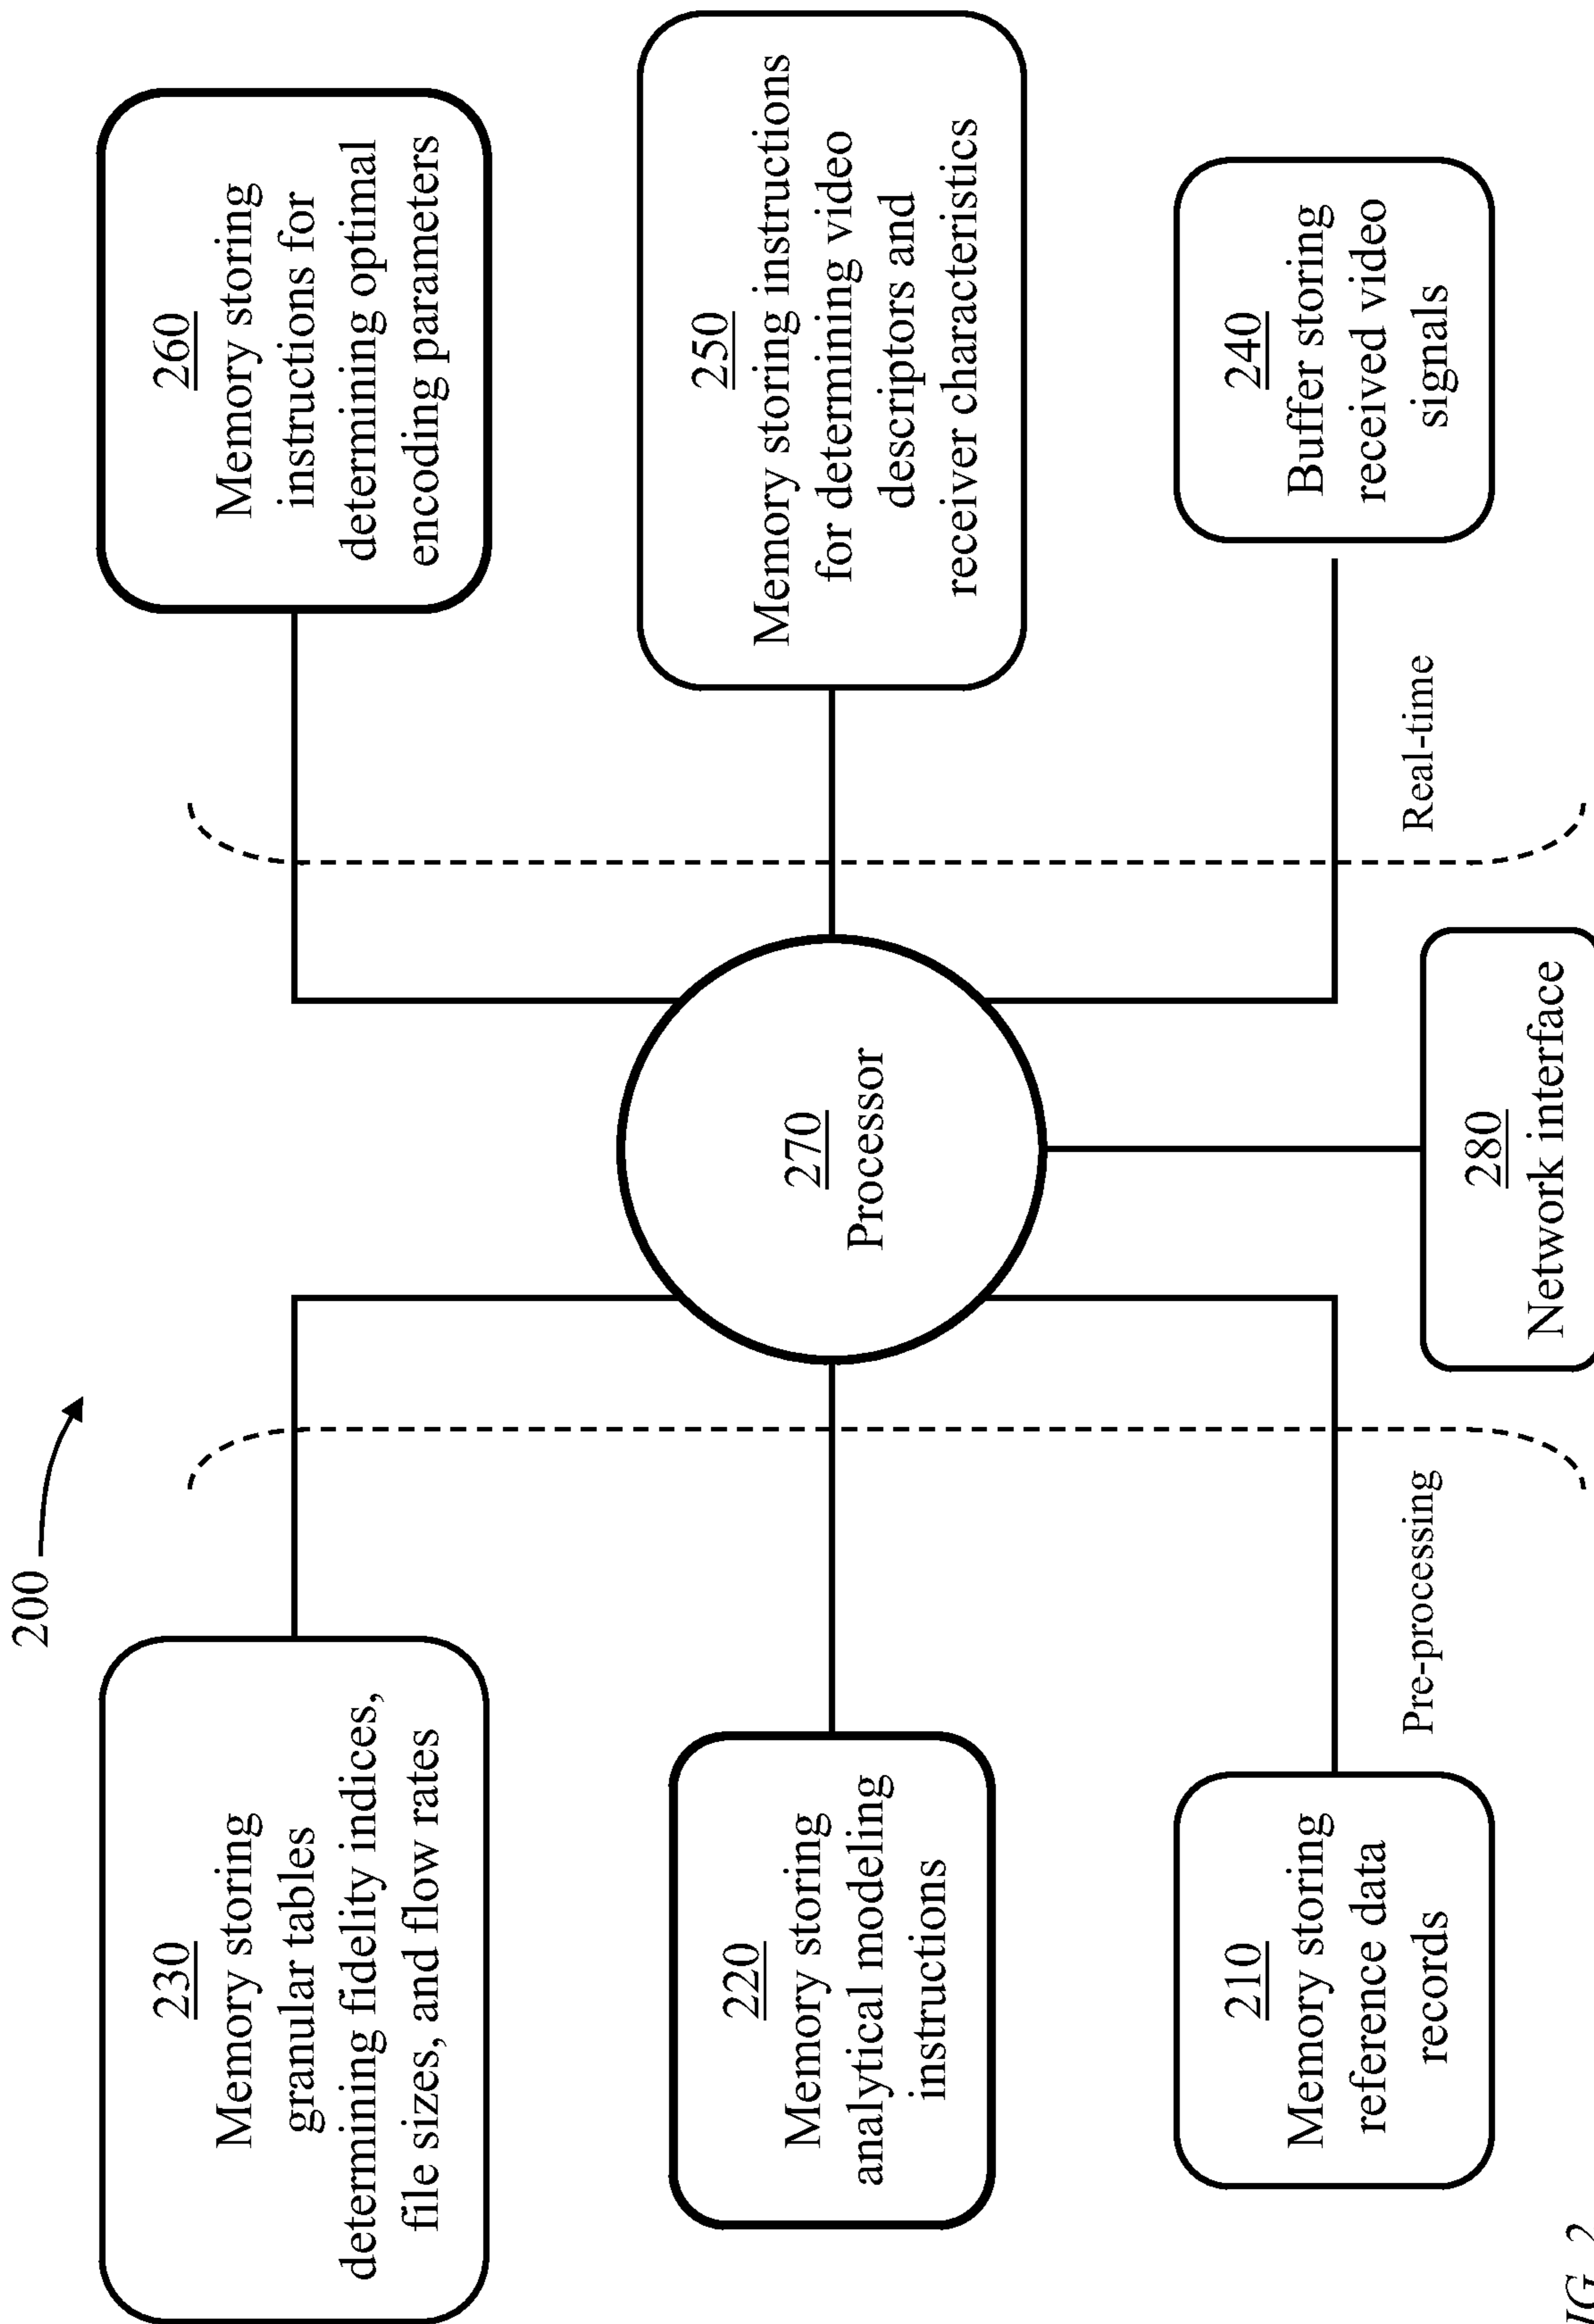 200
230
Memory storing
granular tables
determining fidelity indices,
file sizes, and flow rates
260
Memory storing
instructions for
determining optimal
encoding parameters
220
Memory storing
analytical modeling
instructions
270
Processor
250
Memory storing instructions
for determining video
descriptors and
receiver characteristics
210
Memory storing
reference data
records
240
Buffer storing
received video
signals
Pre-processing
Real-time
280
Network interface
IG. 2